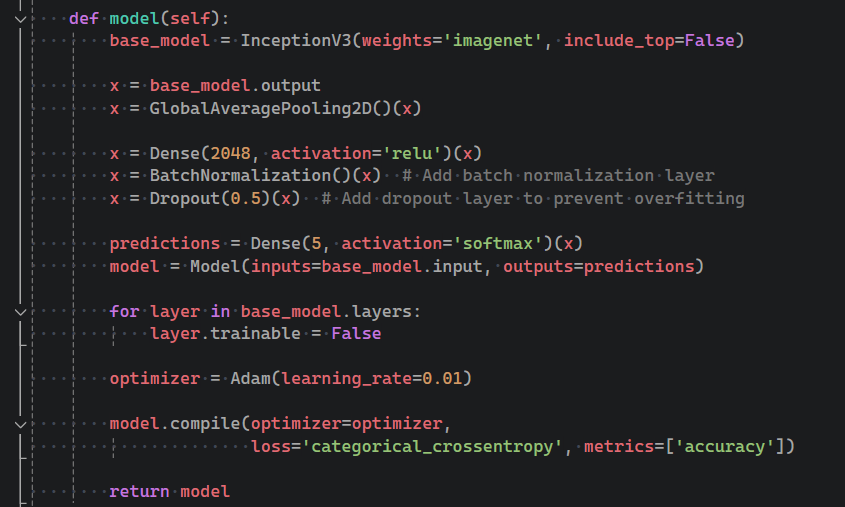 def model(self):
    base_model = InceptionV3(weights='imagenet', include_top=False)

    x = base_model.output
    x = GlobalAveragePooling2D()(x)

    x = Dense(2048, activation='relu')(x)
    x = BatchNormalization()(x)  # Add batch normalization layer
    x = Dropout(0.5)(x)  # Add dropout layer to prevent overfitting

    predictions = Dense(5, activation='softmax')(x)
    model = Model(inputs=base_model.input, outputs=predictions)

    for layer in base_model.layers:
        layer.trainable = False

    optimizer = Adam(learning_rate=0.01)

    model.compile(optimizer=optimizer,
                  loss='categorical_crossentropy', metrics=['accuracy'])

    return model